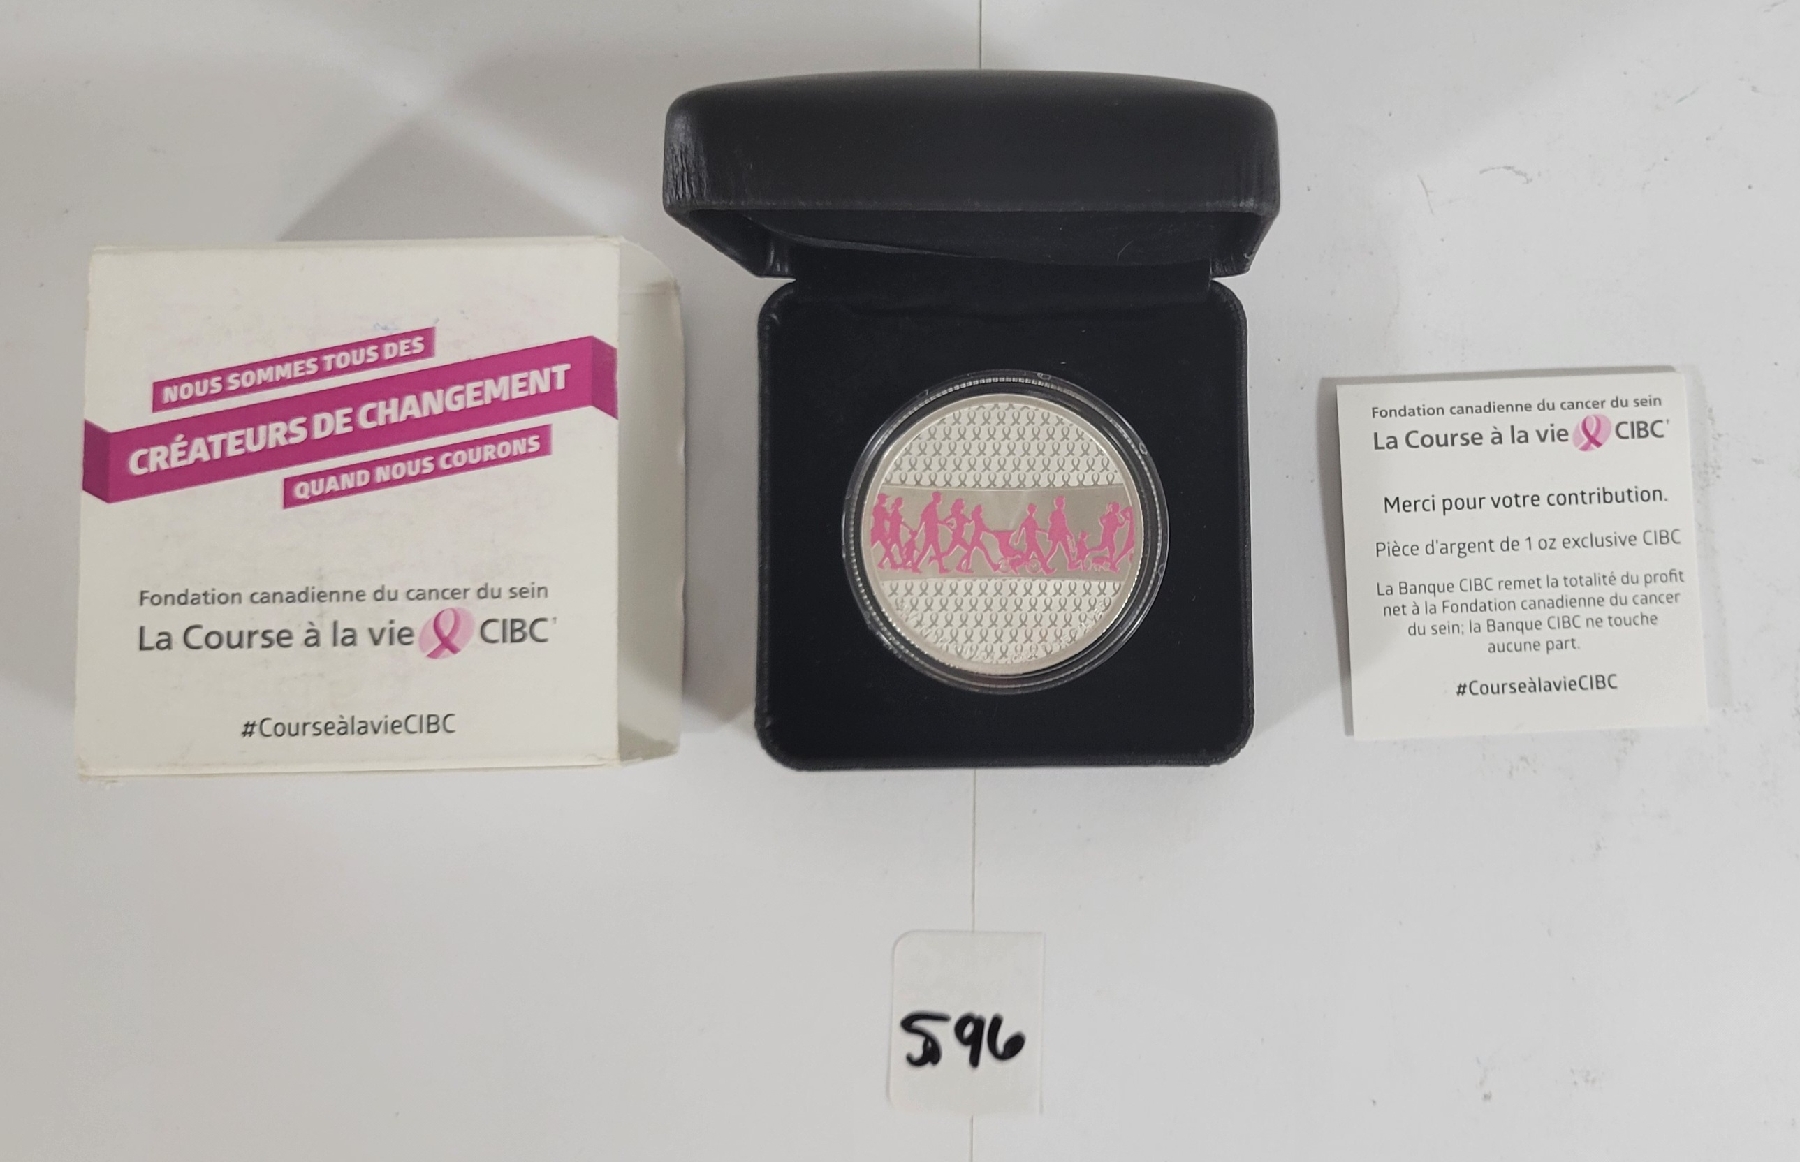 NOUS SOMMES TOUS DES
CRÉATEURS DE CHANGEMENT
QUAND NOUS COURONS
Fondation canadienne du cancer du sein
La Course à la vie CIBC
#CourseàlavieCIBC
Fondation canadienne du cancer du sein
La Course à la vie CIBC
Merci pour votre contribution.
Pièce d'argent de 1 oz exclusive CIBC
La Banque CIBC remet la totalité du profit
net à la Fondation canadienne du cancer
du sein; la Banque CIBC ne touche
aucune part.
#CourseàlavieCIBC
596